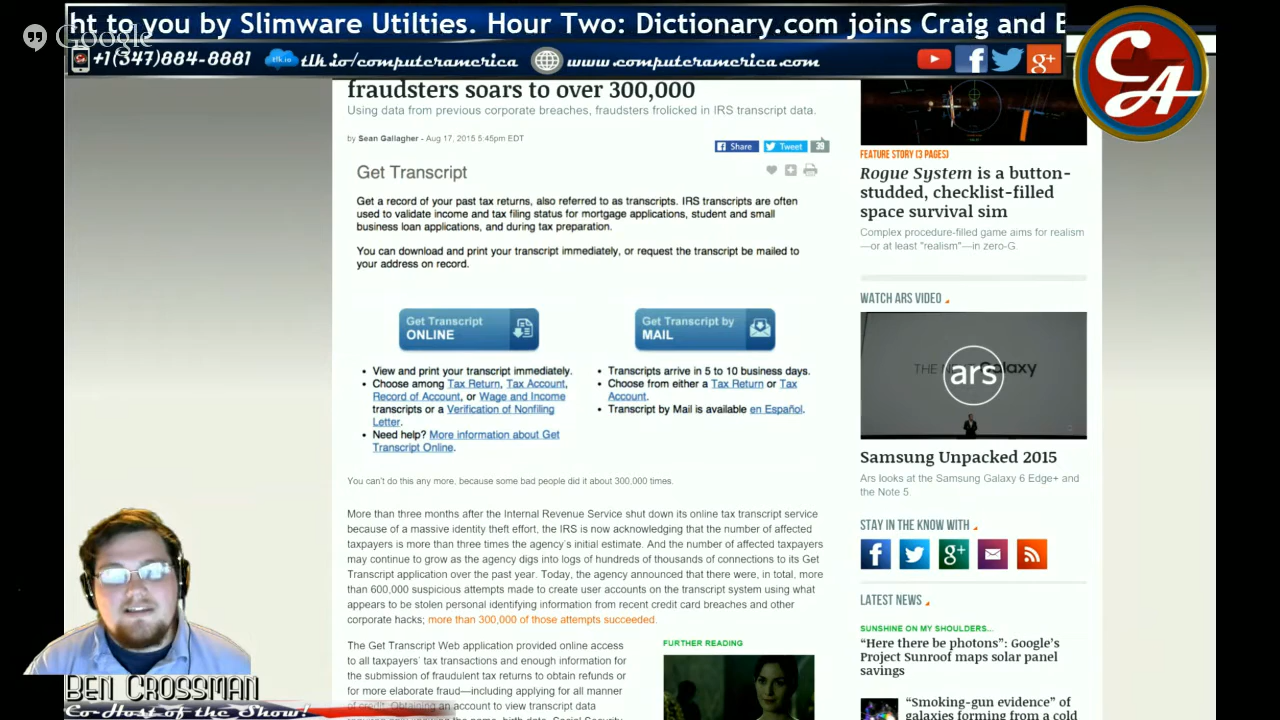 ht to you by Slimware Utilties. Hour Two: Dictionary.com joins Craig and
Google
+1(347)884-8881 tlk.io/computeramerica www.computeramerica.com
CA
fraudsters soars to over 300,000
Using data from previous corporate breaches, fraudsters frolicked in IRS transcript data.
by Sean Gallagher - Aug 17, 2015 5:45pm EDT
Share Tweet 39
Get Transcript
Get a record of your past tax returns, also referred to as transcripts. IRS transcripts are often
used to validate income and tax filing status for mortgage applications, student and small
business loan applications, and during tax preparation.
You can download and print your transcript immediately, or request the transcript be mailed to
your address on record.
Get Transcript
ONLINE
Get Transcript by
MAIL
• View and print your transcript immediately.
• Choose among Tax Return, Tax Account,
Record of Account, or Wage and Income
transcripts or a Verification of Nonfiling
Letter.
• Need help? More information about Get
Transcript Online.
• Transcripts arrive in 5 to 10 business days.
• Choose from either a Tax Return or Tax
Account.
• Transcript by Mail is available en Español.
You can't do this any more, because some bad people did it about 300,000 times.
More than three months after the Internal Revenue Service shut down its online tax transcript service
because of a massive identity theft effort, the IRS is now acknowledging that the number of affected
taxpayers is more than three times the agency's initial estimate. And the number of affected taxpayers
may continue to grow as the agency digs into logs of hundreds of thousands of connections to its Get
Transcript application over the past year. Today, the agency announced that there were, in total, more
than 600,000 suspicious attempts made to create user accounts on the transcript system using what
appears to be stolen personal identifying information from recent credit card breaches and other
corporate hacks; more than 300,000 of those attempts succeeded.
The Get Transcript Web application provided online access
to all taxpayers' tax transactions and enough information for
the submission of fraudulent tax returns to obtain refunds or
for more elaborate fraud—including applying for all manner
of credit. Obtaining an account to view transcript data
FURTHER READING
FEATURE STORY (3 PAGES)
Rogue System is a button-
studded, checklist-filled
space survival sim
Complex procedure-filled game aims for realism
—or at least "realism"—in zero-G.
WATCH ARS VIDEO
THE Galaxy
ars
Samsung Unpacked 2015
Ars looks at the Samsung Galaxy 6 Edge+ and
the Note 5.
STAY IN THE KNOW WITH
LATEST NEWS
SUNSHINE ON MY SHOULDERS...
“Here there be photons”: Google’s
Project Sunroof maps solar panel
savings
“Smoking-gun evidence” of
galaxies forming from a cold
BEN CROSSMAN
Co-Host of the Show!